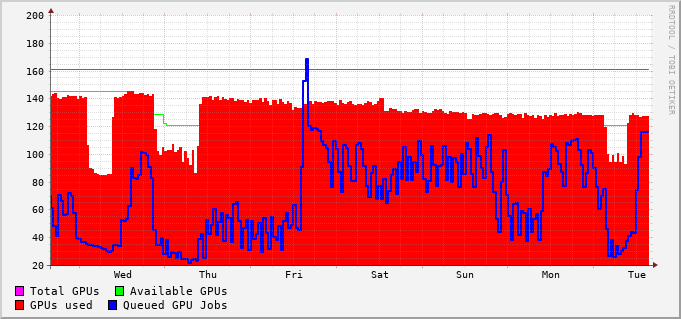 200
180
160
140
120
100
80
60
40
20
Wed Thu Fri Sat Sun Mon Tue
Total GPUs Available GPUs
GPUs used Queued GPU Jobs
RRDTOOL / TOBI OETIKER